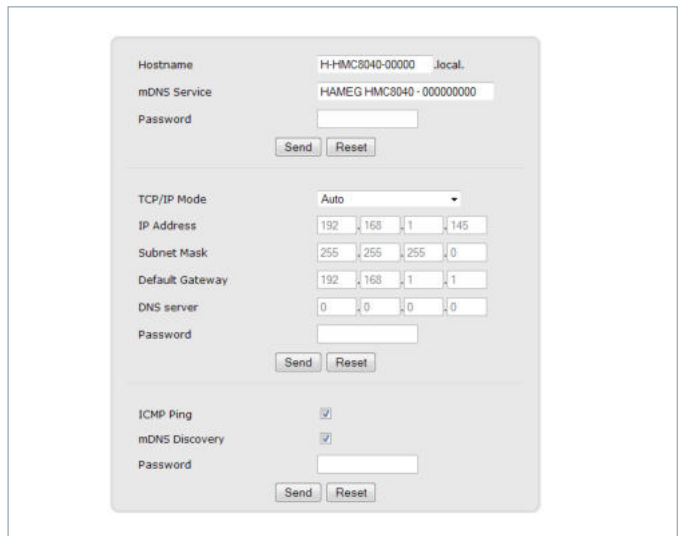 Hostname H-HMC8040-00000 .local.
mDNS Service HAMEG HMC8040 - 000000000
Password
Send Reset
TCP/IP Mode Auto
IP Address 192 . 168 . 1 . 145
Subnet Mask 255 . 255 . 255 . 0
Default Gateway 192 . 168 . 1 . 1
DNS server 0 . 0 . 0 . 0
Password
Send Reset
ICMP Ping
mDNS Discovery
Password
Send Reset